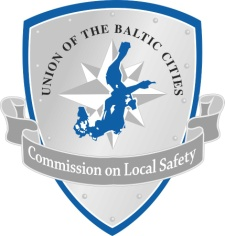 UNION OF THE BALTIC CITIES
Commission on Local Safety